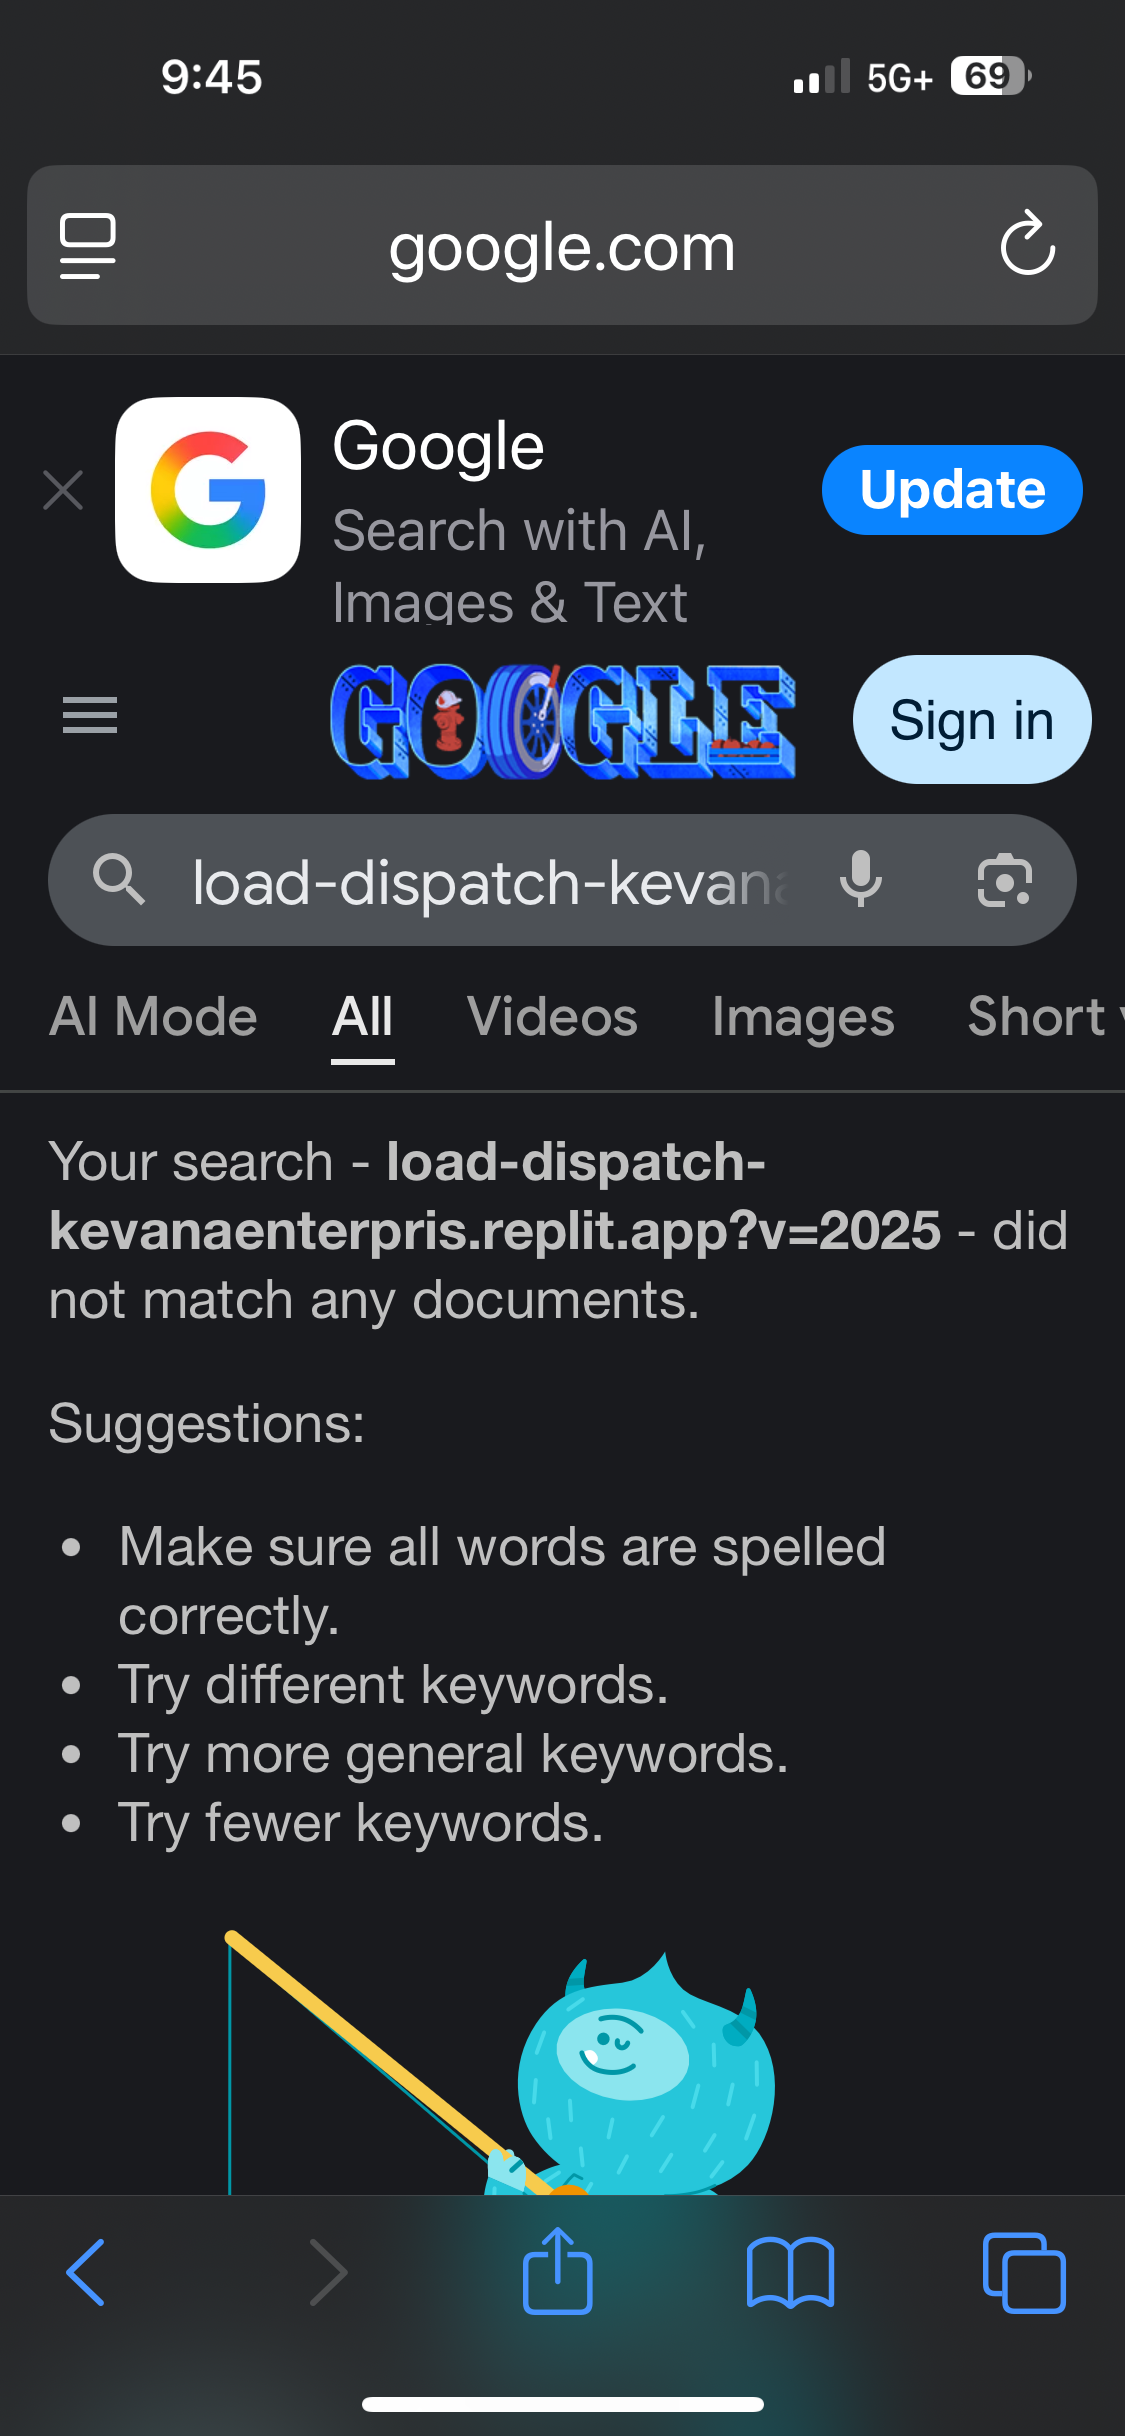 9:45
5G+ 69
google.com
Google
Search with AI,
Images & Text
Update
GOOGLE
Sign in
load-dispatch-kevana
AI Mode All Videos Images Short
Your search - load-dispatch-
kevanaenterpris.replit.app?v=2025 - did
not match any documents.
Suggestions:
• Make sure all words are spelled
correctly.
• Try different keywords.
• Try more general keywords.
• Try fewer keywords.